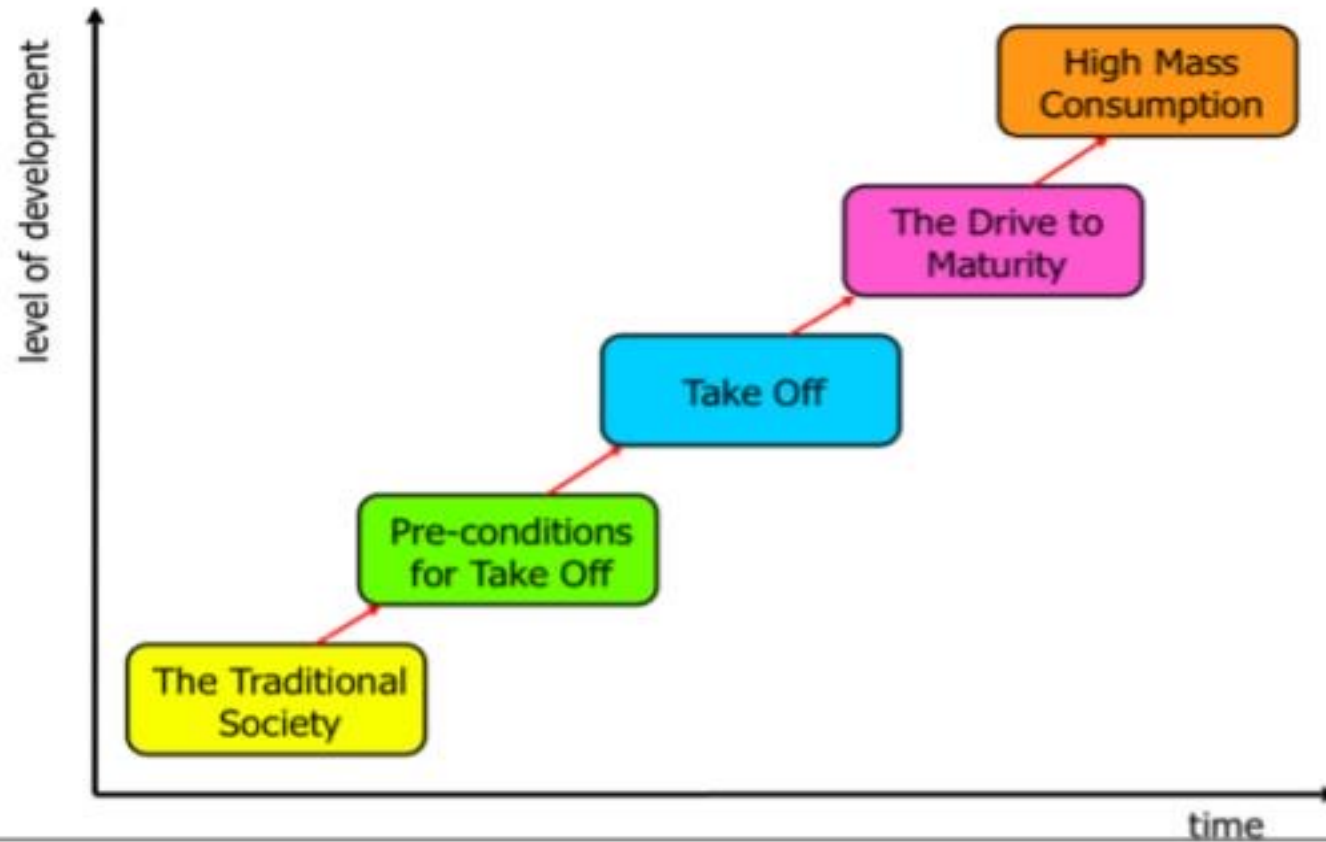 level of development
High Mass
Consumption
The Drive to
Maturity
Take Off
Pre-conditions
for Take Off
The Traditional
Society
time